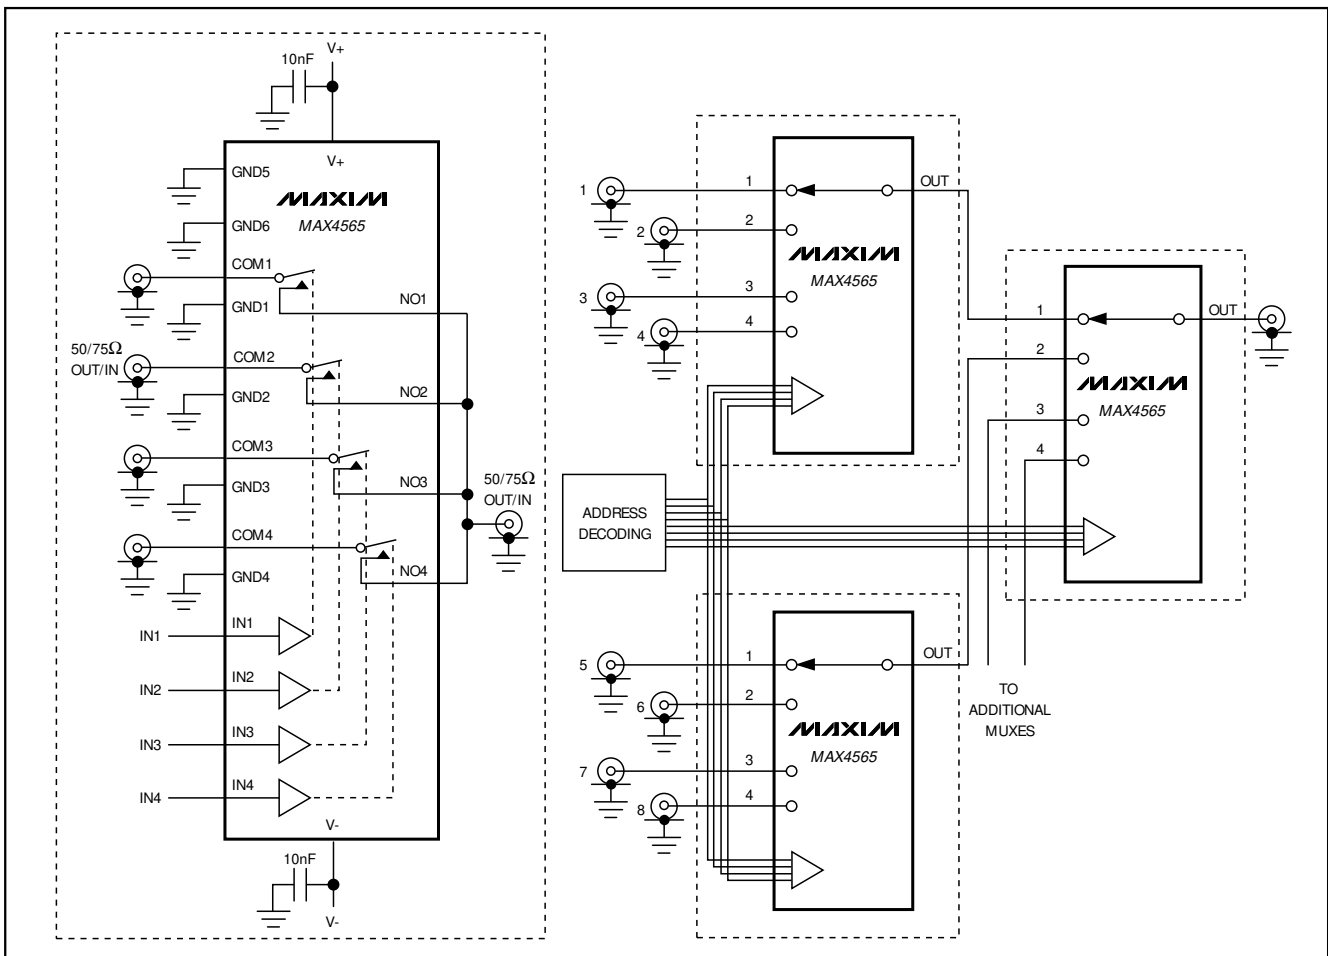 V+
10nF
V+
GND5
MAXIM
MAX4565
GND6
COM1
NO1
GND1
50/75Ω
OUT/IN
COM2
NO2
GND2
COM3
NO3
GND3
50/75Ω
OUT/IN
COM4
NO4
GND4
IN1
IN1
IN2
IN2
IN3
IN3
IN4
IN4
V-
10nF
V-
1
1
OUT
2
2
MAXIM
MAX4565
3
3
4
4
ADDRESS
DECODING
5
1
OUT
6
2
MAXIM
MAX4565
7
3
8
4
1
OUT
2
MAXIM
MAX4565
3
4
TO
ADDITIONAL
MUXES